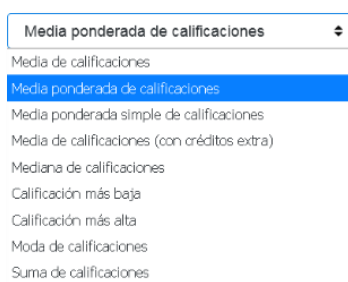 Media ponderada de calificaciones
Media de calificaciones
Media ponderada de calificaciones
Media ponderada simple de calificaciones
Media de calificaciones (con créditos extra)
Mediana de calificaciones
Calificación más baja
Calificación más alta
Moda de calificaciones
Suma de calificaciones